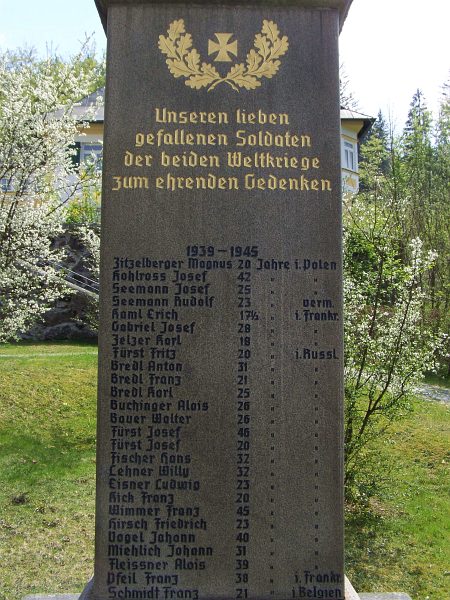 Unseren lieben
gefallenen Soldaten
der beiden Weltkriege
zum ehrenden Gedenken
1939-1945
Zitzelberger Magnus 20 Jahre i. Polen
Kohlross Josef 42 " "
Seemann Josef 25 " "
Seemann Rudolf 23 " verm.
Kaml Erich 17½ " i. Frankr.
Gabriel Josef 28 " "
Zelzer Karl 18 " "
Fürst Fritz 20 " i. Russl.
Bredl Anton 31 " "
Bredl Franz 21 " "
Bredl Karl 25 " "
Buchinger Alois 26 " "
Bauer Walter 26 " "
Fürst Josef 46 " "
Fürst Josef 20 " "
Fischer Hans 32 " "
Lehner Willy 32 " "
Eisner Ludwig 23 " "
Kick Franz 20 " "
Wimmer Franz 45 " "
Hirsch Friedrich 23 " "
Vogel Johann 40 " "
Miehlich Johann 31 " "
Fleissner Alois 39 " "
Pfeil Franz 38 " i. Frankr.
Schmidt Franz 21 " i. Belgien